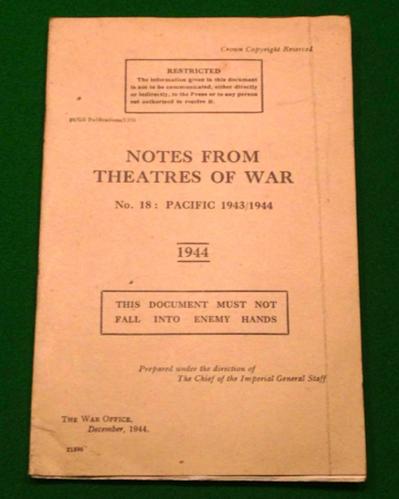 Crown Copyright Reserved
RESTRICTED
The information given in this document
is not to be communicated, either directly
or indirectly, to the Press or to any person
not authorized to receive it.
Publications
NOTES FROM
THEATRES OF WAR
No. 18 : PACIFIC 1943/1944
1944
THIS DOCUMENT MUST NOT
FALL INTO ENEMY HANDS
Prepared under the direction of
The Chief of the Imperial General Staff
THE WAR OFFICE,
December, 1944.